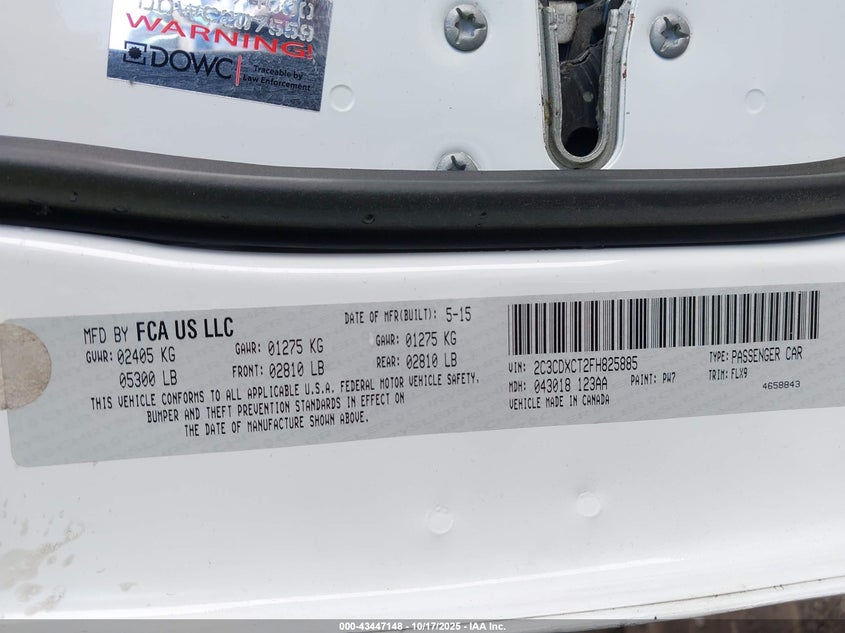 WARNING!
DOWC
Traceable by
Law Enforcement
MFD BY FCA US LLC
DATE OF MFR(BUILT): 5-15
GVWR: 02405 KG
GAWR: 01275 KG
GAWR: 01275 KG
05300 LB
FRONT: 02810 LB
REAR: 02810 LB
THIS VEHICLE CONFORMS TO ALL APPLICABLE U.S.A. FEDERAL MOTOR VEHICLE SAFETY,
BUMPER AND THEFT PREVENTION STANDARDS IN EFFECT ON
THE DATE OF MANUFACTURE SHOWN ABOVE.
VIN: 2C3CDXCT2FH825885
TYPE: PASSENGER CAR
MDH: 043018 123AA
PAINT: PW7
TRIM: FLX9
VEHICLE MADE IN CANADA
4658843
000-43447148 - 10/17/2025 - IAA Inc.